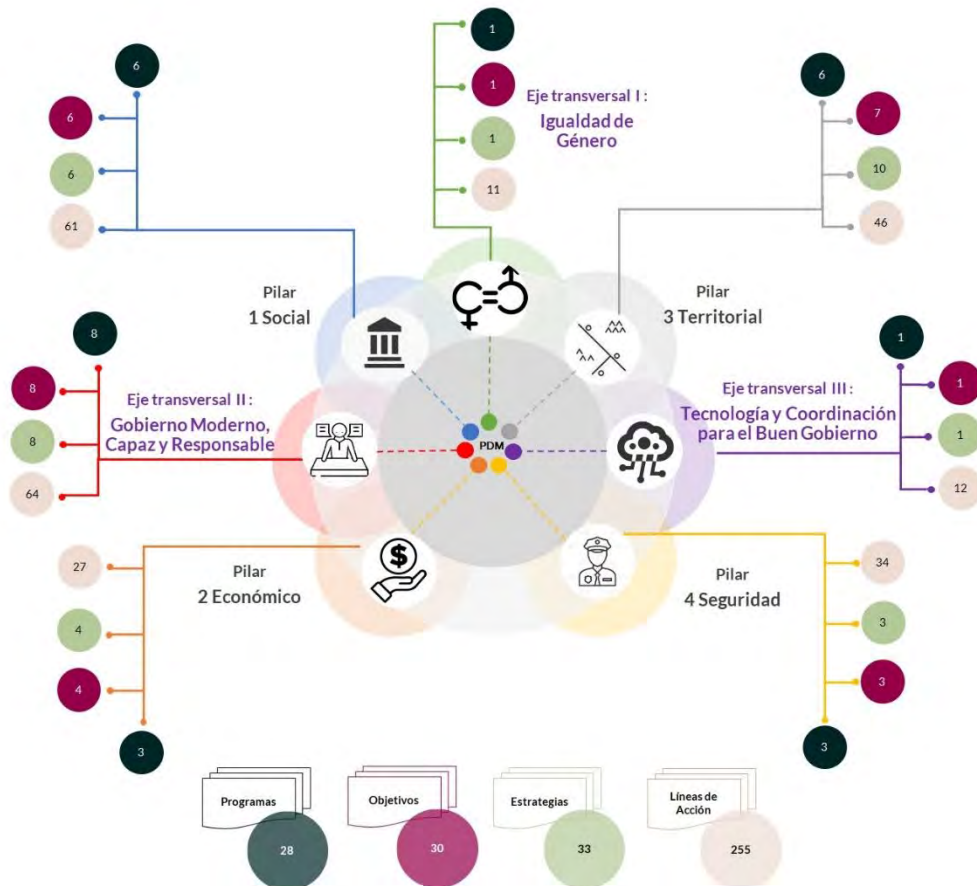 1
1
1
11
Eje transversal I :
Igualdad de
Género
6
6
6
61
6
7
10
46
Pilar
1 Social
Pilar
3 Territorial
8
8
8
64
Eje transversal II :
Gobierno Moderno,
Capaz y Responsable
PDM
Eje transversal III :
Tecnología y Coordinación
para el Buen Gobierno
1
1
1
12
27
4
4
3
Pilar
2 Económico
$
Pilar
4 Seguridad
34
3
3
3
Programas
28
Objetivos
30
Estrategias
33
Líneas de
Acción
255